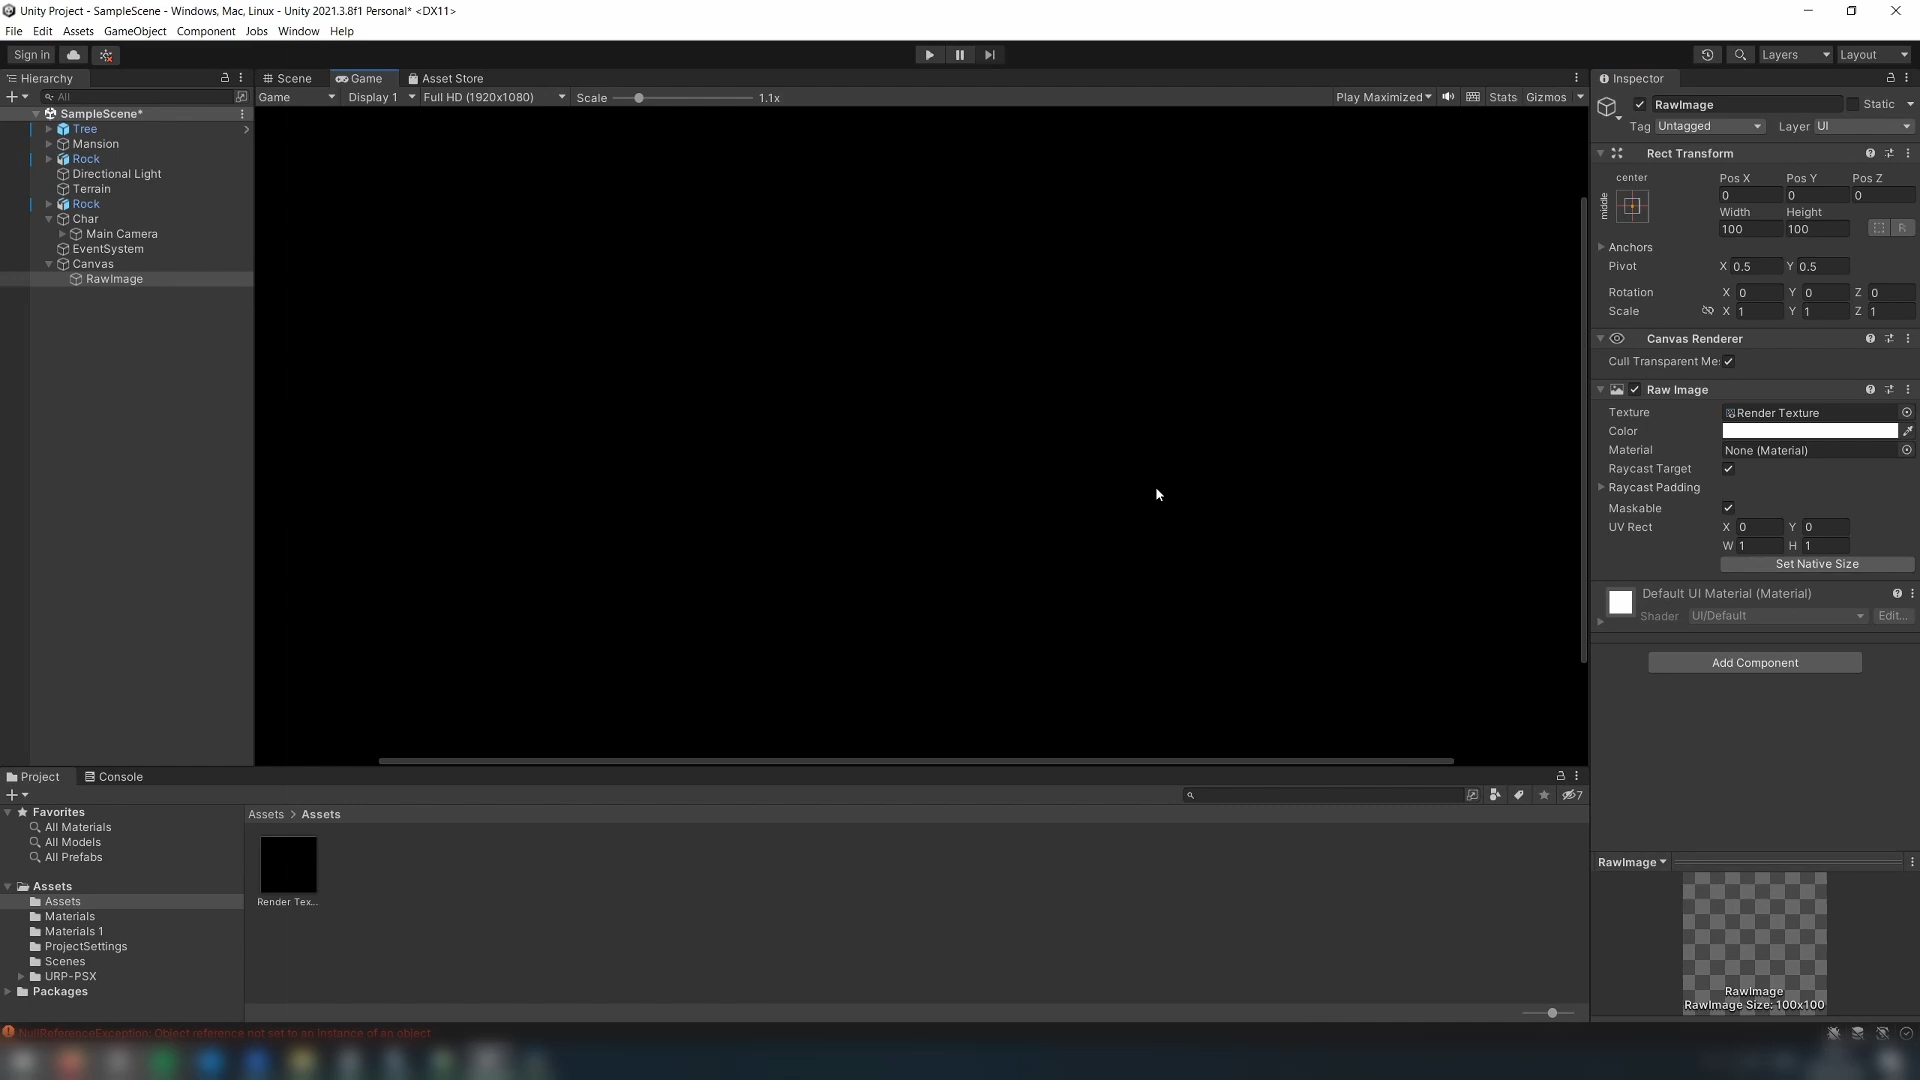 Unity Project - SampleScene - Windows, Mac, Linux - Unity 2021.3.8f1 Personal* <DX11>
File Edit Assets GameObject Component Jobs Window Help
Sign in Layers Layout
Hierarchy
All
SampleScene*
Tree
Mansion
Rock
Directional Light
Terrain
Rock
Char
Main Camera
EventSystem
Canvas
RawImage
Scene Game Asset Store
Game Display 1 Full HD (1920x1080) Scale 1.1x Play Maximized Stats Gizmos
Inspector
RawImage Static
Tag Untagged Layer UI
Rect Transform
center
middle
Pos X Pos Y Pos Z
0 0 0
Width Height
100 100 R
Anchors
Pivot X 0.5 Y 0.5
Rotation X 0 Y 0 Z 0
Scale X 1 Y 1 Z 1
Canvas Renderer
Cull Transparent Me
Raw Image
Texture Render Texture
Color
Material None (Material)
Raycast Target
Raycast Padding
Maskable
UV Rect X 0 Y 0
W 1 H 1
Set Native Size
Default UI Material (Material)
Shader UI/Default Edit...
Add Component
RawImage
RawImage
RawImage Size: 100x100
Project Console
7
Favorites
All Materials
All Models
All Prefabs
Assets
Assets
Materials
Materials 1
ProjectSettings
Scenes
URP-PSX
Packages
Assets > Assets
Render Tex...
NullReferenceException: Object reference not set to an instance of an object